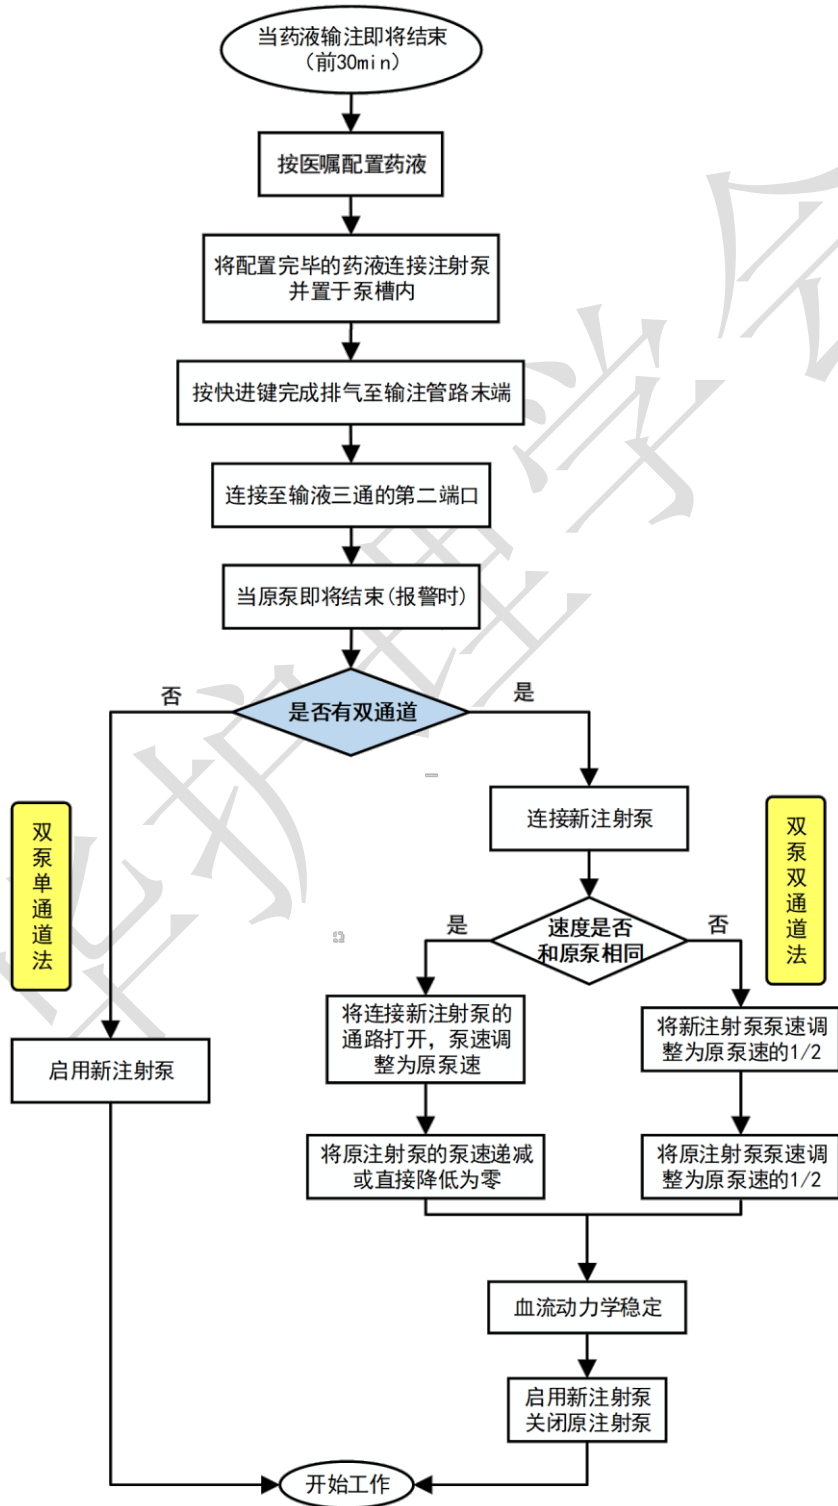 当药液输注即将结束
(前30min)
按医嘱配置药液
将配置完毕的药液连接注射泵
并置于泵槽内
按快进键完成排气至输注管路末端
连接至输液三通的第二端口
当原泵即将结束(报警时)
是否有双通道
否
是
双泵单通道法
双泵双通道法
连接新注射泵
速度是否
和原泵相同
是
否
将连接新注射泵的
通路打开，泵速调
整为原泵速
将新注射泵泵速调
整为原泵速的1/2
启用新注射泵
将原注射泵的泵速递减
或直接降低为零
将原注射泵泵速调
整为原泵速的1/2
血流动力学稳定
启用新注射泵
关闭原注射泵
开始工作
华护理学会